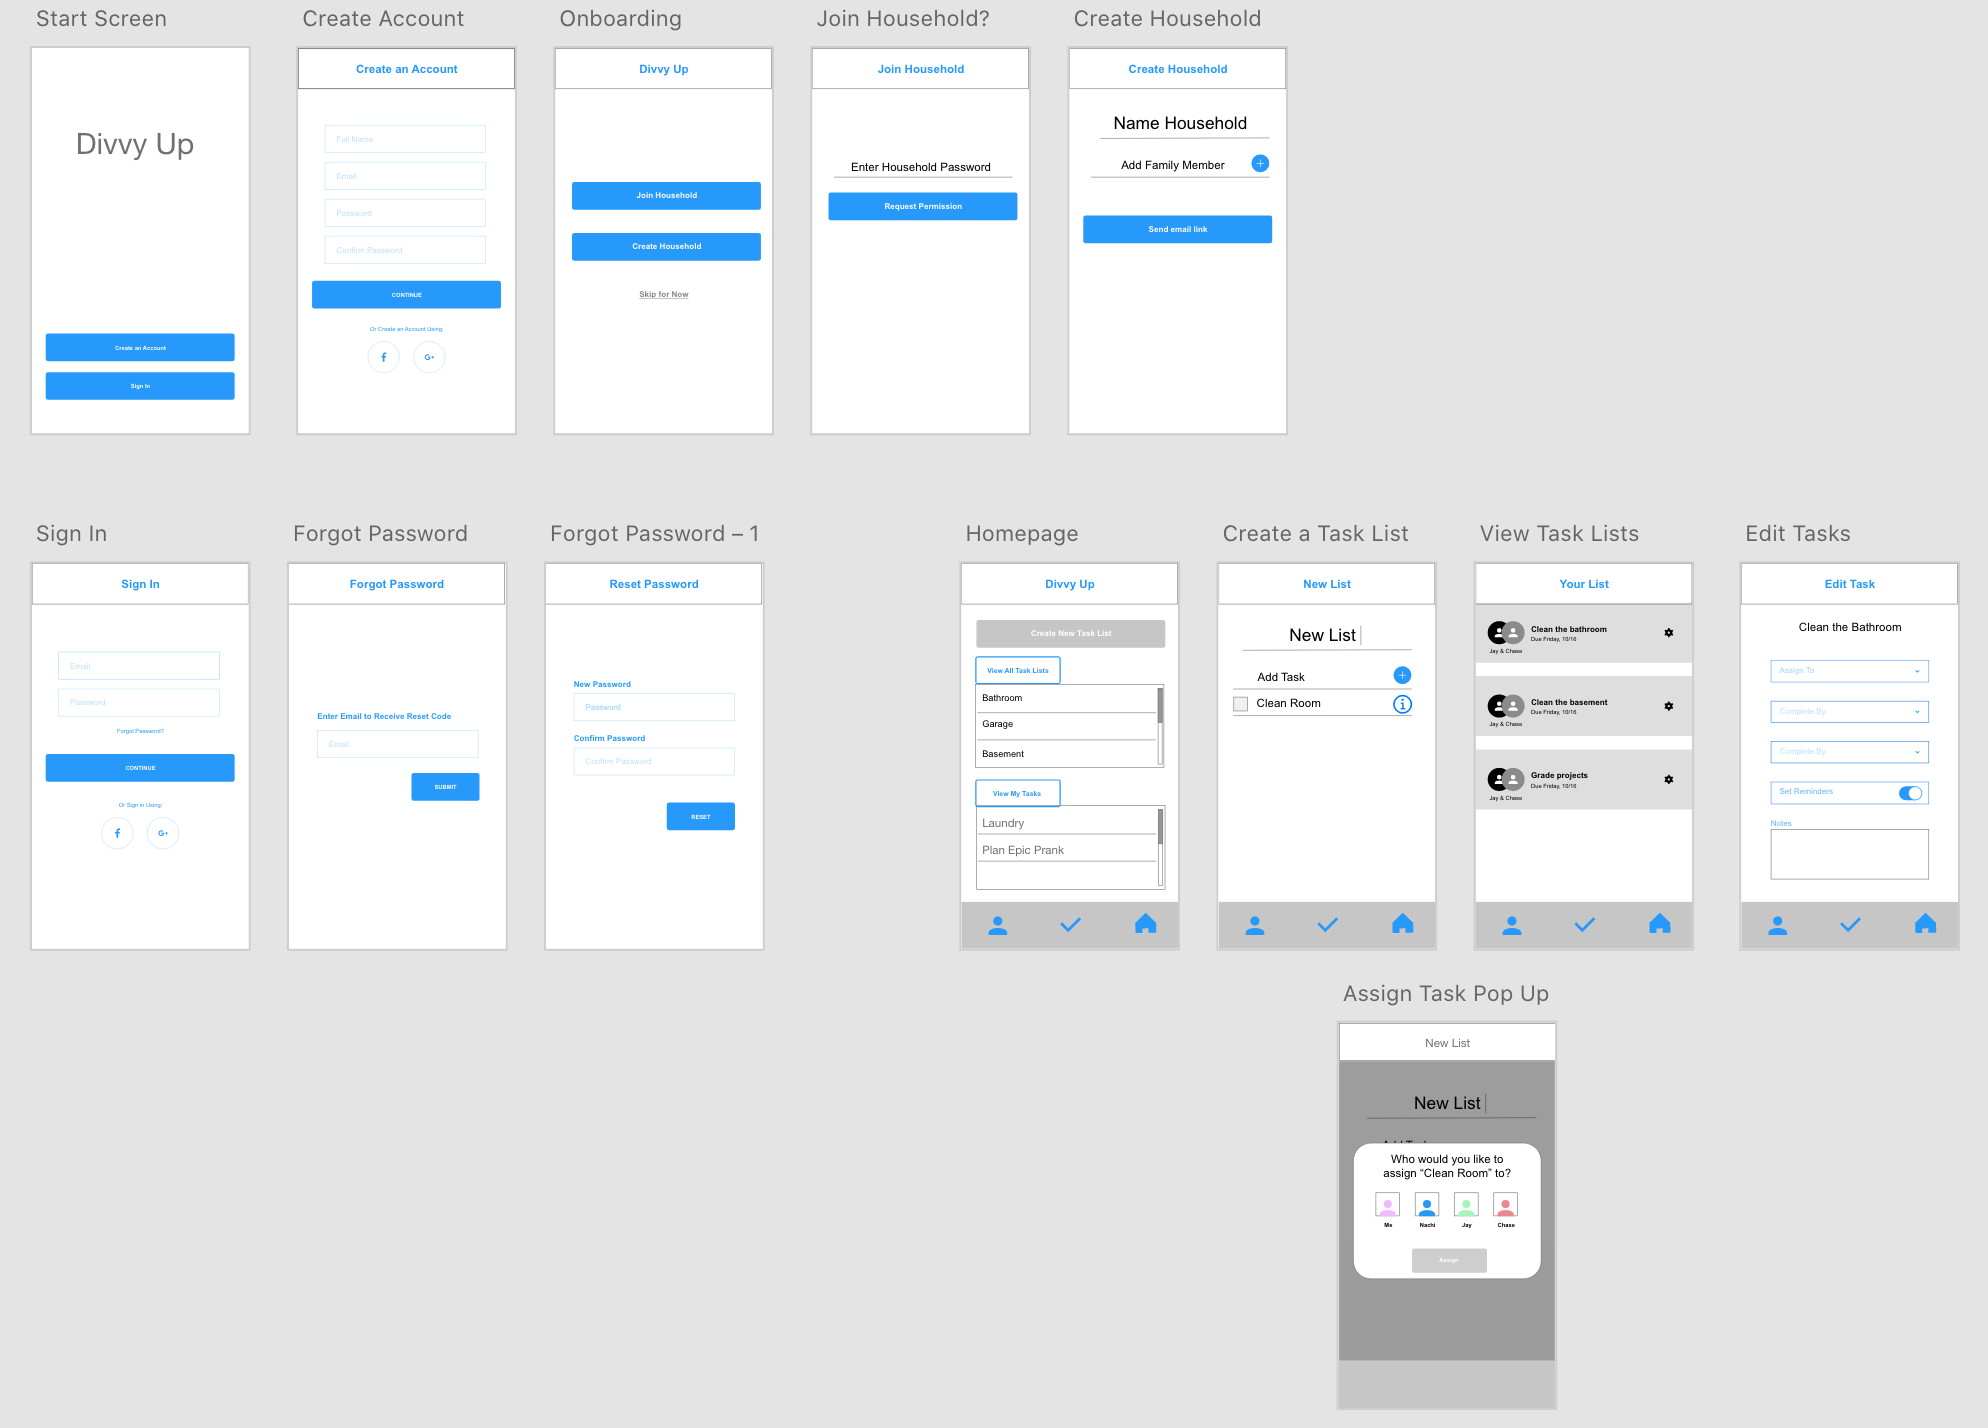 Start Screen
Divvy Up
Create an Account
Sign In
Create Account
Create an Account
Full Name
Email
Password
Confirm Password
CONTINUE
Or Create an Account Using:
f
G+
Onboarding
Divvy Up
Join Household
Create Household
Skip for Now
Join Household?
Join Household
Enter Household Password
Request Permission
Create Household
Create Household
Name Household
Add Family Member
Send email link
Sign In
Sign In
Email
Password
Forgot Password?
CONTINUE
Or Sign in Using:
f
G+
Forgot Password
Forgot Password
Enter Email to Receive Reset Code
Email
SUBMIT
Forgot Password – 1
Reset Password
New Password
Password
Confirm Password
Confirm Password
RESET
Homepage
Divvy Up
Create New Task List
View All Task Lists
Bathroom
Garage
Basement
View My Tasks
Laundry
Plan Epic Prank
Create a Task List
New List
New List
Add Task
Clean Room
View Task Lists
Your List
Clean the bathroom
Due Friday, 10/16
Jay & Chase
Clean the basement
Due Friday, 10/16
Jay & Chase
Grade projects
Due Friday, 10/16
Jay & Chase
Edit Tasks
Edit Task
Clean the Bathroom
Assign To
Complete By
Complete By
Set Reminders
Notes
Assign Task Pop Up
New List
New List
Who would you like to
assign “Clean Room” to?
Me Nachi Jay Chase
Assign